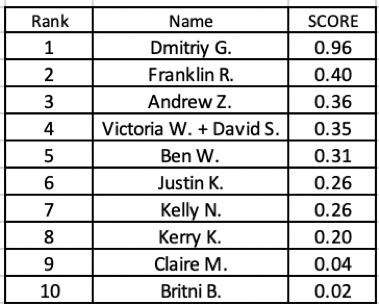 Rank Name SCORE
1 Dmitriy G. 0.96
2 Franklin R. 0.40
3 Andrew Z. 0.36
4 Victoria W. + David S. 0.35
5 Ben W. 0.31
6 Justin K. 0.26
7 Kelly N. 0.26
8 Kerry K. 0.20
9 Claire M. 0.04
10 Britni B. 0.02